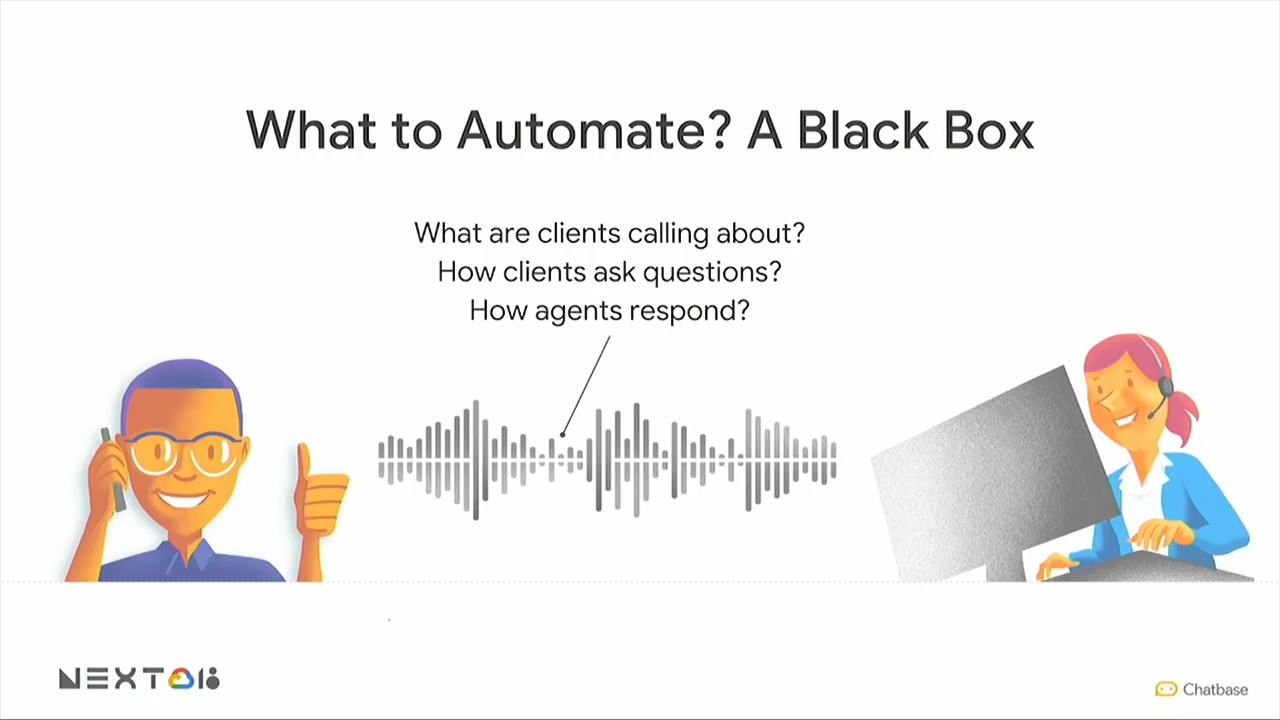 What to Automate? A Black Box
What are clients calling about?
How clients ask questions?
How agents respond?
NEXT 18
Chatbase